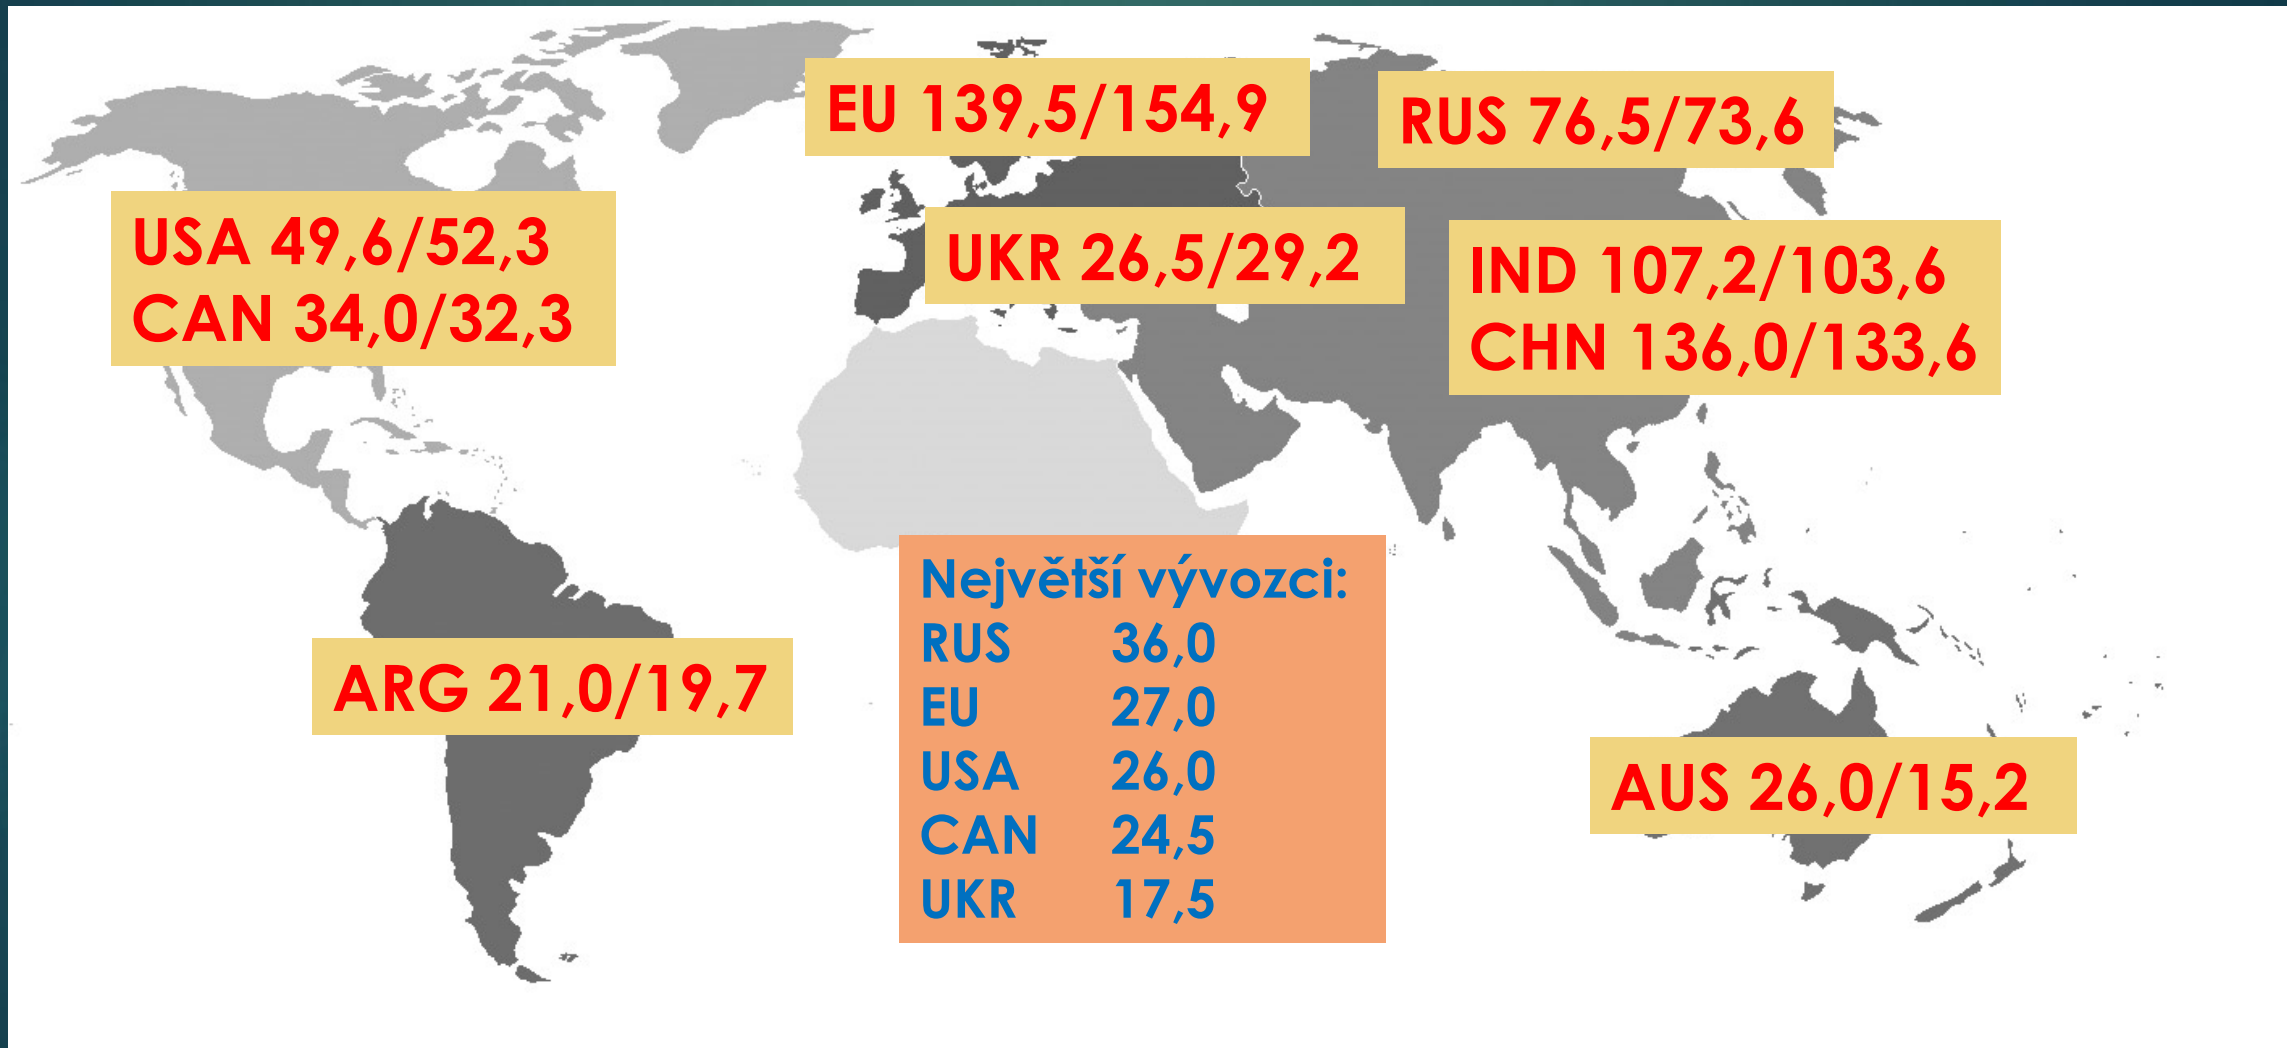 EU 139,5/154,9
RUS 76,5/73,6
USA 49,6/52,3
CAN 34,0/32,3
UKR 26,5/29,2
IND 107,2/103,6
CHN 136,0/133,6
ARG 21,0/19,7
Největší vývozci:
RUS 36,0
EU 27,0
USA 26,0
CAN 24,5
UKR 17,5
AUS 26,0/15,2